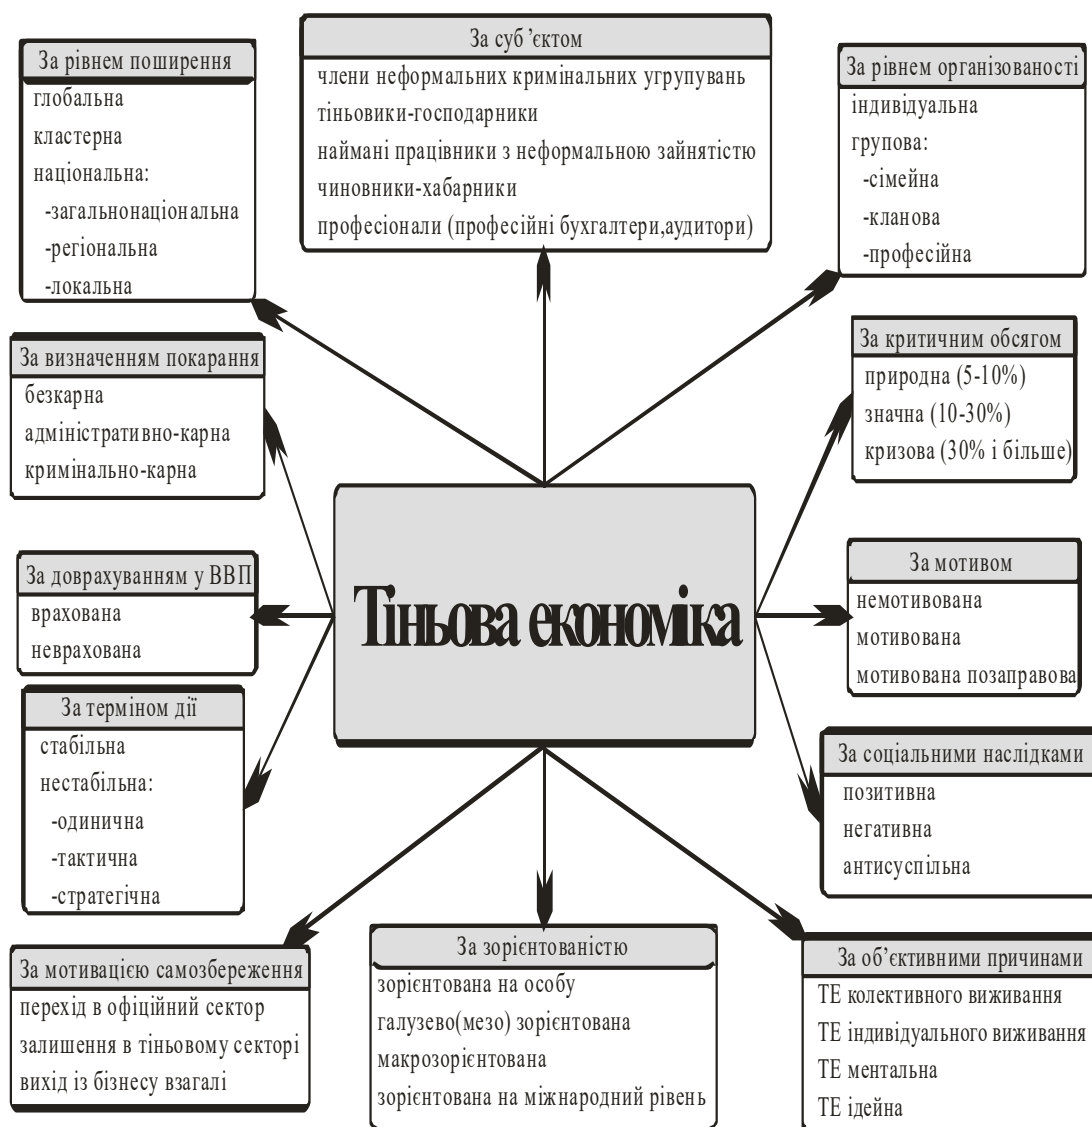 За рівнем поширення
глобальна
кластерна
національна:
-загальнонаціональна
-регіональна
-локальна
За суб’єктом
члени неформальних кримінальних угрупувань
тіньовики-господарники
наймані працівники з неформальною зайнятістю
чиновники-хабарники
професіонали (професійні бухгалтери,аудитори)
За рівнем організованості
індивідуальна
групова:
-сімейна
-кланова
-професійна
За визначенням покарання
безкарна
адміністративно-карна
кримінально-карна
За критичним обсягом
природна (5-10%)
значна (10-30%)
кризова (30% і більше)
Тіньова економіка
За доврахуванням у ВВП
врахована
неврахована
За мотивом
немотивована
мотивована
мотивована позаправова
За терміном дії
стабільна
нестабільна:
-одинична
-тактична
-стратегічна
За соціальними наслідками
позитивна
негативна
антисуспільна
За мотивацією самозбереження
перехід в офіційний сектор
залишення в тіньовому секторі
вихід із бізнесу взагалі
За зорієнтованістю
зорієнтована на особу
галузево(мезо) зорієнтована
макрозорієнтована
зорієнтована на міжнародний рівень
За об’єктивними причинами
ТЕ колективного виживання
ТЕ індивідуального виживання
ТЕ ментальна
ТЕ ідейна